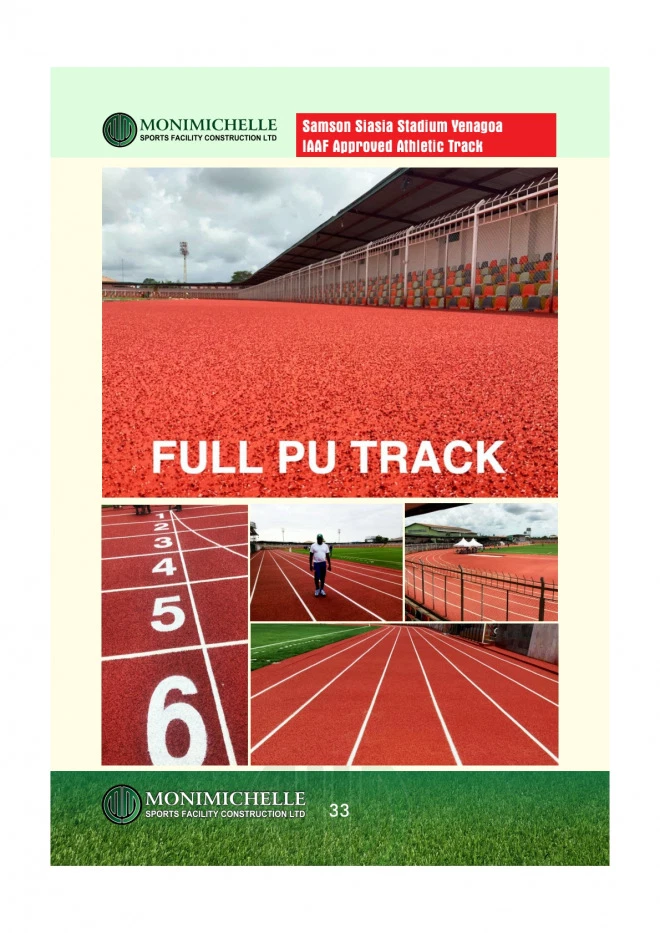 MONIMICHELLE
SPORTS FACILITY CONSTRUCTION LTD
Samson Siasia Stadium Yenagoa
IAAF Approved Athletic Track
FULL PU TRACK
1
2
3
4
5
6
MONIMICHELLE
SPORTS FACILITY CONSTRUCTION LTD
33